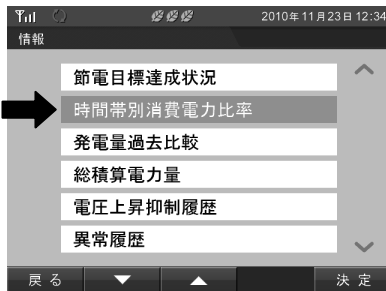 2010年11月23日 12:34
情報
節電目標達成状況
時間帯別消費電力比率
発電量過去比較
総積算電力量
電圧上昇抑制履歴
異常履歴
戻る
決定